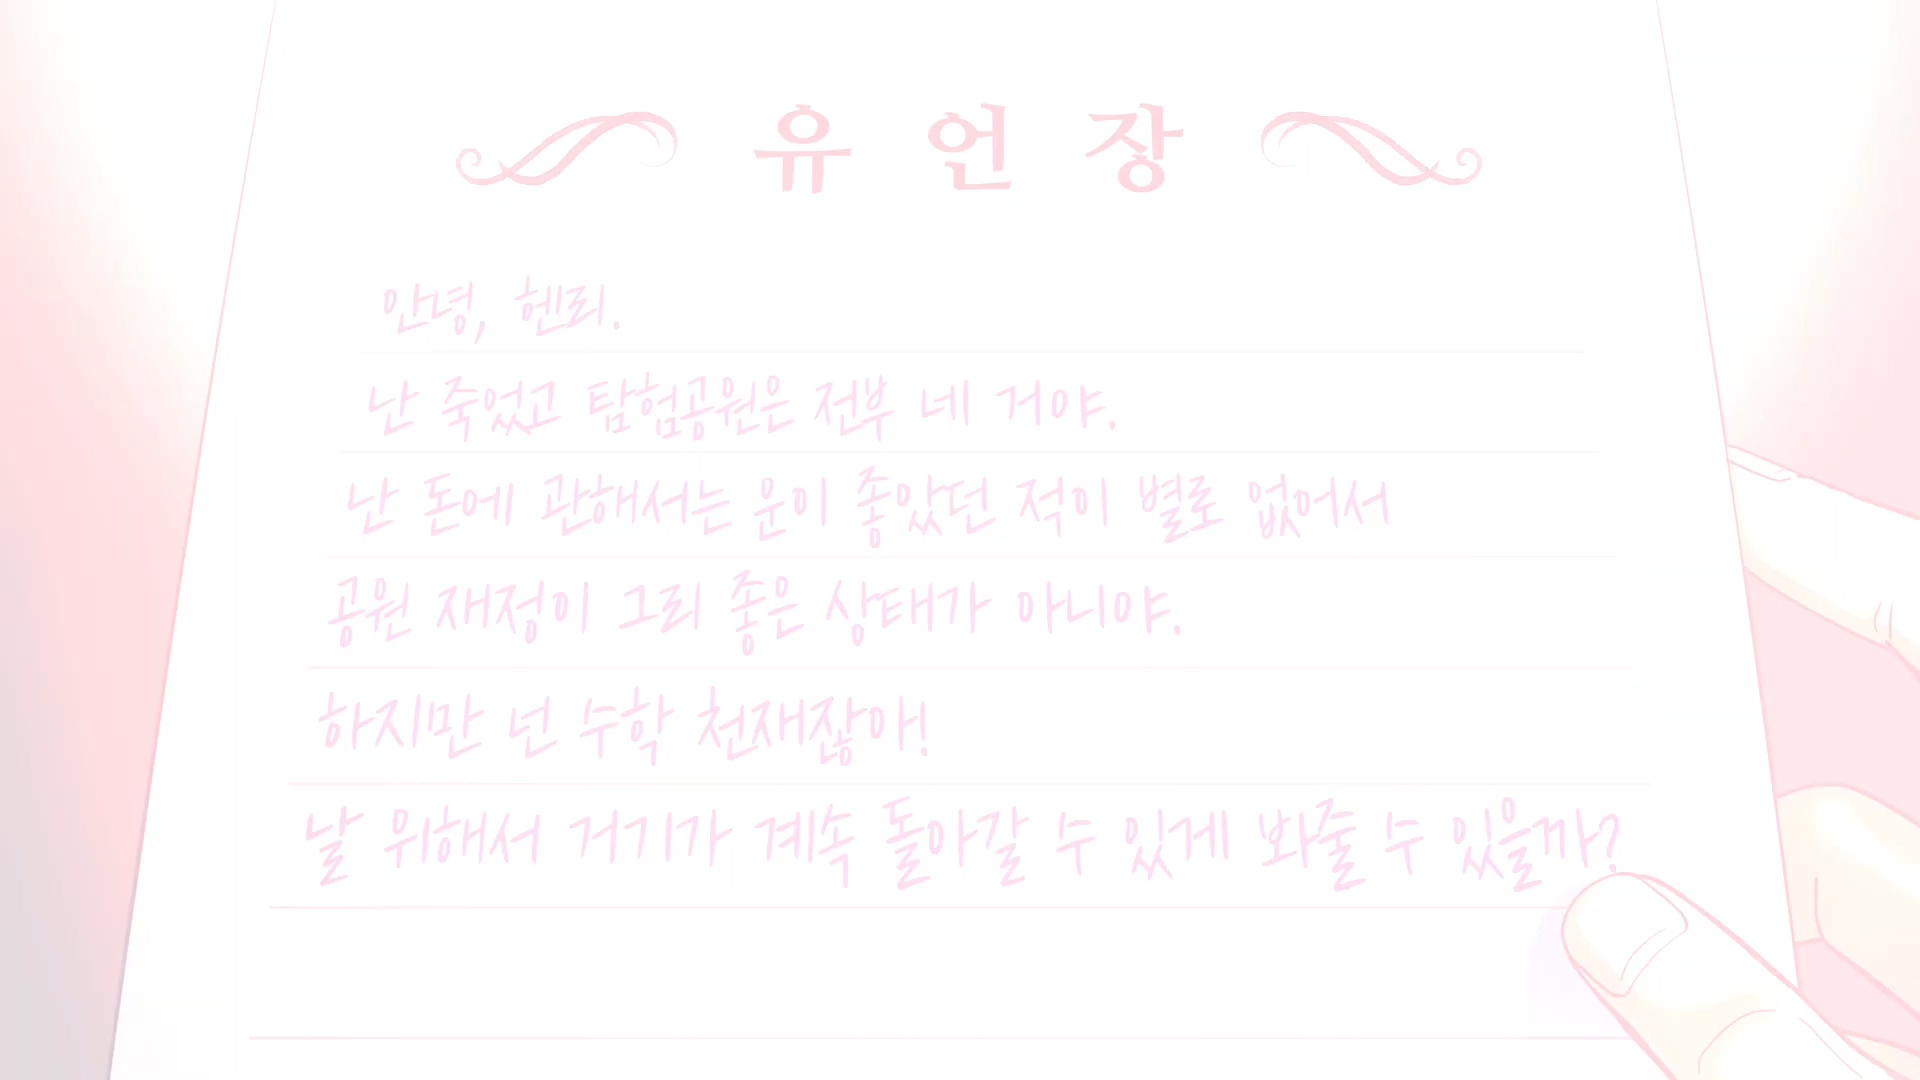 유언장
안녕, 헨리.
난 죽었고 탐험공원은 전부 네 거야.
난 돈에 관해서는 운이 좋았던 적이 별로 없어서
공원 재정이 그리 좋은 상태가 아니야.
하지만 넌 수학 천재잖아!
날 위해서 거기가 계속 돌아갈 수 있게 봐줄 수 있을까?